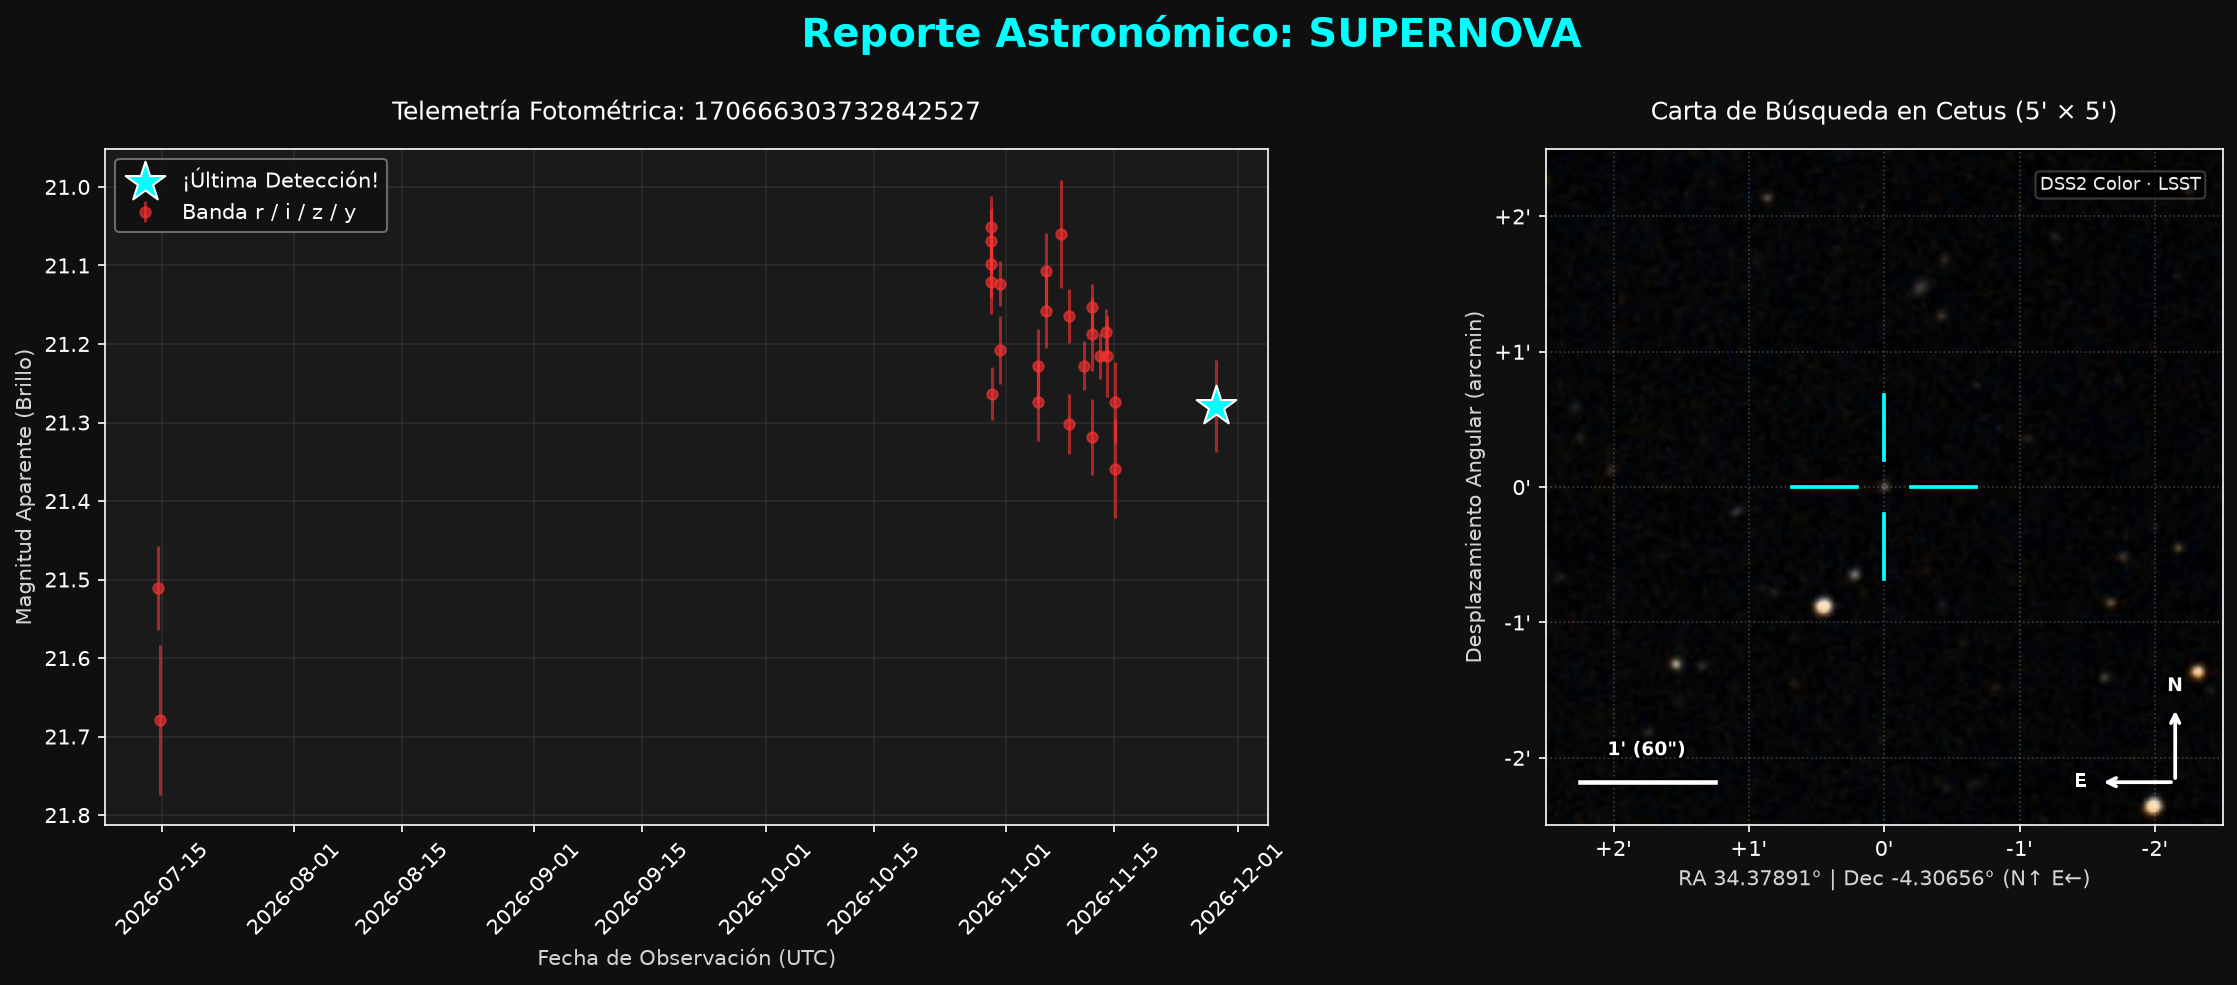 Reporte Astronómico: SUPERNOVA
Telemetría Fotométrica: 170666303732842527
¡Última Detección!
Banda r / i / z / y
Magnitud Aparente (Brillo)
21.0
21.1
21.2
21.3
21.4
21.5
21.6
21.7
21.8
2026-07-15
2026-08-01
2026-08-15
2026-09-01
2026-09-15
2026-10-01
2026-10-15
2026-11-01
2026-11-15
2026-12-01
Fecha de Observación (UTC)
Carta de Búsqueda en Cetus (5' × 5')
DSS2 Color · LSST
Desplazamiento Angular (arcmin)
+2'
+1'
0'
-1'
-2'
N
E
1' (60")
+2'
+1'
0'
-1'
-2'
RA 34.37891° | Dec -4.30656° (N↑ E←)